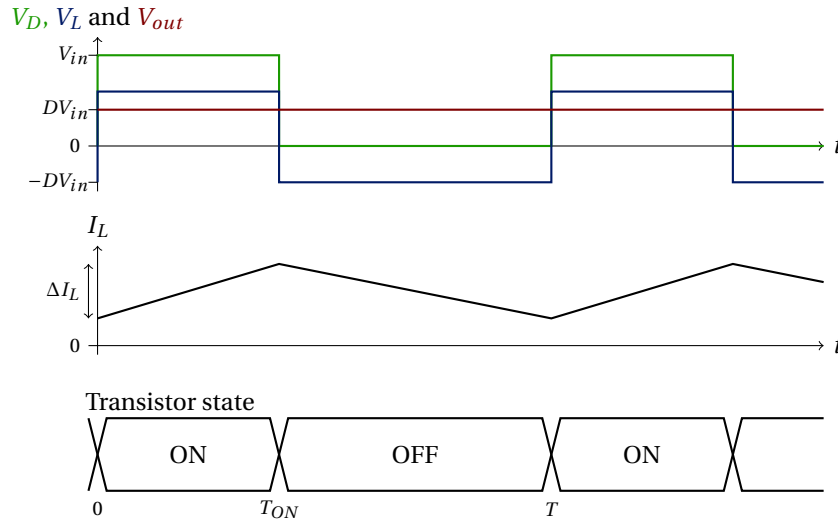 V_D, V_L and V_out
V_in
DV_in
0
−DV_in
t
I_L
ΔI_L
0
t
Transistor state
ON OFF ON
0 T_ON T